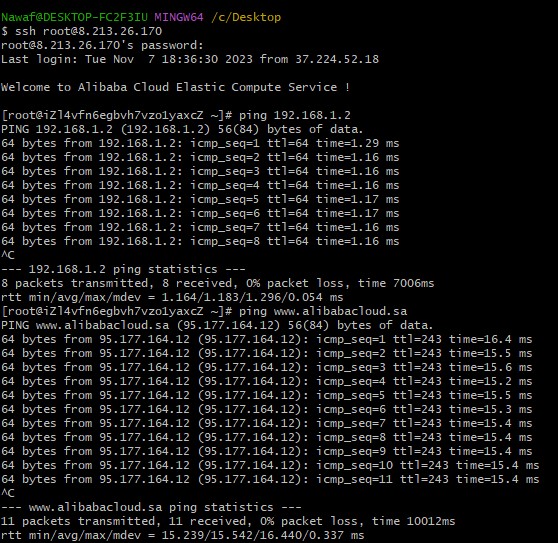 Nawaf@DESKTOP-FC2F3IU MINGW64 /c/Desktop
$ ssh root@8.213.26.170
root@8.213.26.170's password:
Last login: Tue Nov  7 18:36:30 2023 from 37.224.52.18

Welcome to Alibaba Cloud Elastic Compute Service !

[root@iZl4vfn6egbvh7vzo1yaxcZ ~]# ping 192.168.1.2
PING 192.168.1.2 (192.168.1.2) 56(84) bytes of data.
64 bytes from 192.168.1.2: icmp_seq=1 ttl=64 time=1.29 ms
64 bytes from 192.168.1.2: icmp_seq=2 ttl=64 time=1.16 ms
64 bytes from 192.168.1.2: icmp_seq=3 ttl=64 time=1.16 ms
64 bytes from 192.168.1.2: icmp_seq=4 ttl=64 time=1.16 ms
64 bytes from 192.168.1.2: icmp_seq=5 ttl=64 time=1.17 ms
64 bytes from 192.168.1.2: icmp_seq=6 ttl=64 time=1.17 ms
64 bytes from 192.168.1.2: icmp_seq=7 ttl=64 time=1.16 ms
64 bytes from 192.168.1.2: icmp_seq=8 ttl=64 time=1.16 ms
^C
--- 192.168.1.2 ping statistics ---
8 packets transmitted, 8 received, 0% packet loss, time 7006ms
rtt min/avg/max/mdev = 1.164/1.183/1.296/0.054 ms
[root@iZl4vfn6egbvh7vzo1yaxcZ ~]# ping www.alibabacloud.sa
PING www.alibabacloud.sa (95.177.164.12) 56(84) bytes of data.
64 bytes from 95.177.164.12 (95.177.164.12): icmp_seq=1 ttl=243 time=16.4 ms
64 bytes from 95.177.164.12 (95.177.164.12): icmp_seq=2 ttl=243 time=15.5 ms
64 bytes from 95.177.164.12 (95.177.164.12): icmp_seq=3 ttl=243 time=15.6 ms
64 bytes from 95.177.164.12 (95.177.164.12): icmp_seq=4 ttl=243 time=15.2 ms
64 bytes from 95.177.164.12 (95.177.164.12): icmp_seq=5 ttl=243 time=15.5 ms
64 bytes from 95.177.164.12 (95.177.164.12): icmp_seq=6 ttl=243 time=15.3 ms
64 bytes from 95.177.164.12 (95.177.164.12): icmp_seq=7 ttl=243 time=15.4 ms
64 bytes from 95.177.164.12 (95.177.164.12): icmp_seq=8 ttl=243 time=15.4 ms
64 bytes from 95.177.164.12 (95.177.164.12): icmp_seq=9 ttl=243 time=15.4 ms
64 bytes from 95.177.164.12 (95.177.164.12): icmp_seq=10 ttl=243 time=15.4 ms
64 bytes from 95.177.164.12 (95.177.164.12): icmp_seq=11 ttl=243 time=15.4 ms
^C
--- www.alibabacloud.sa ping statistics ---
11 packets transmitted, 11 received, 0% packet loss, time 10012ms
rtt min/avg/max/mdev = 15.239/15.542/16.440/0.337 ms